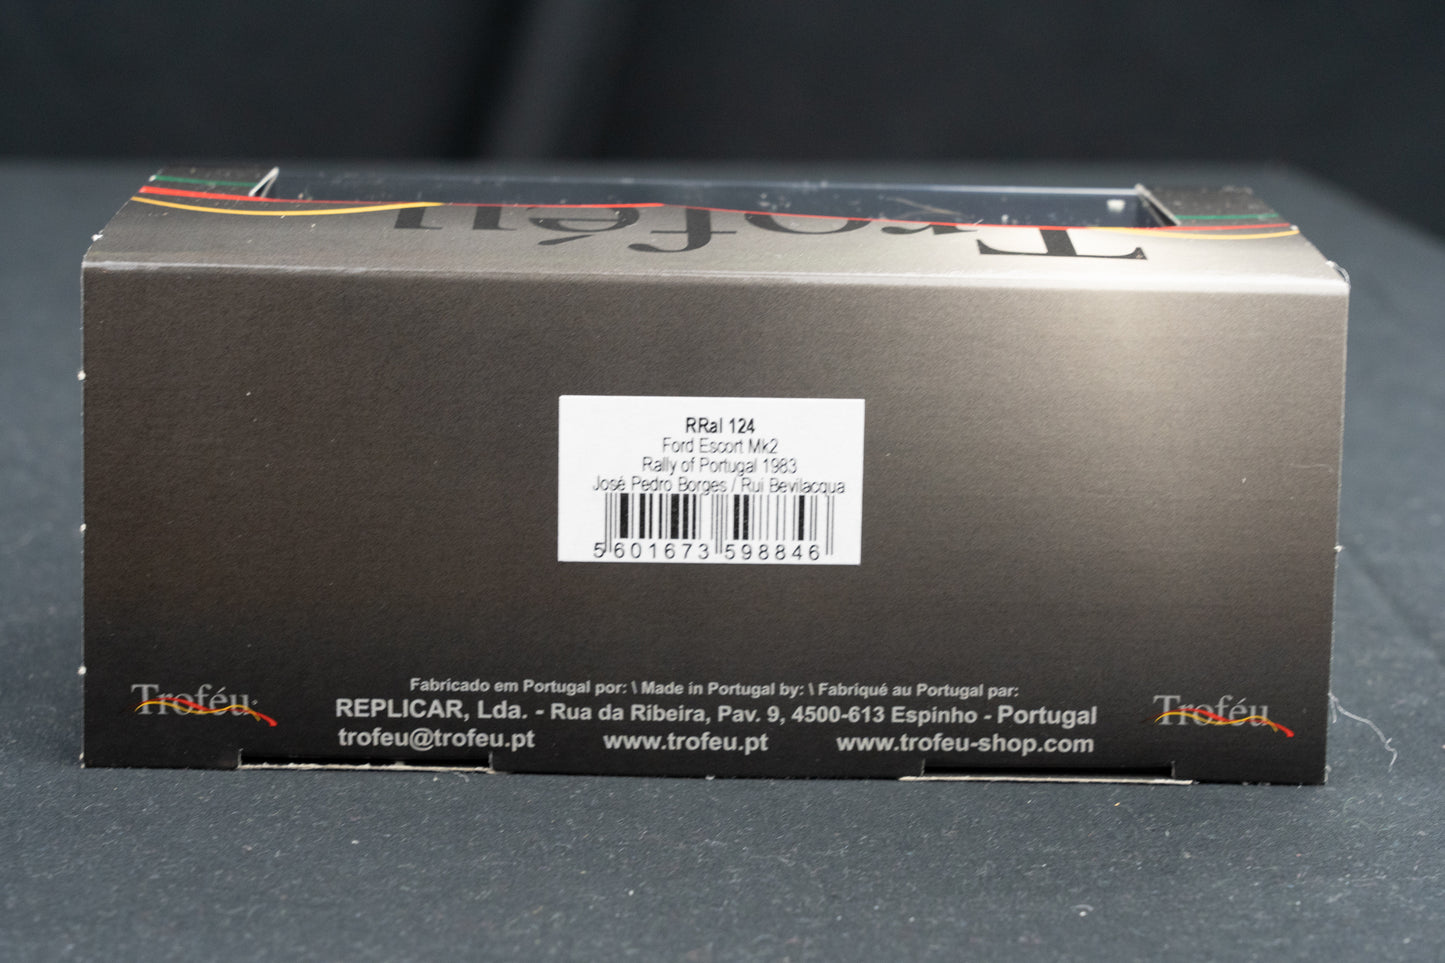 Troféu
RRal 124
Ford Escort Mk2
Rally of Portugal 1983
José Pedro Borges / Rui Bevilacqua
5 601673 598846
Troféu
Fabricado em Portugal por: \ Made in Portugal by: \ Fabriqué au Portugal par:
REPLICAR, Lda. - Rua da Ribeira, Pav. 9, 4500-613 Espinho - Portugal
trofeu@trofeu.pt www.trofeu.pt www.trofeu-shop.com
Troféu